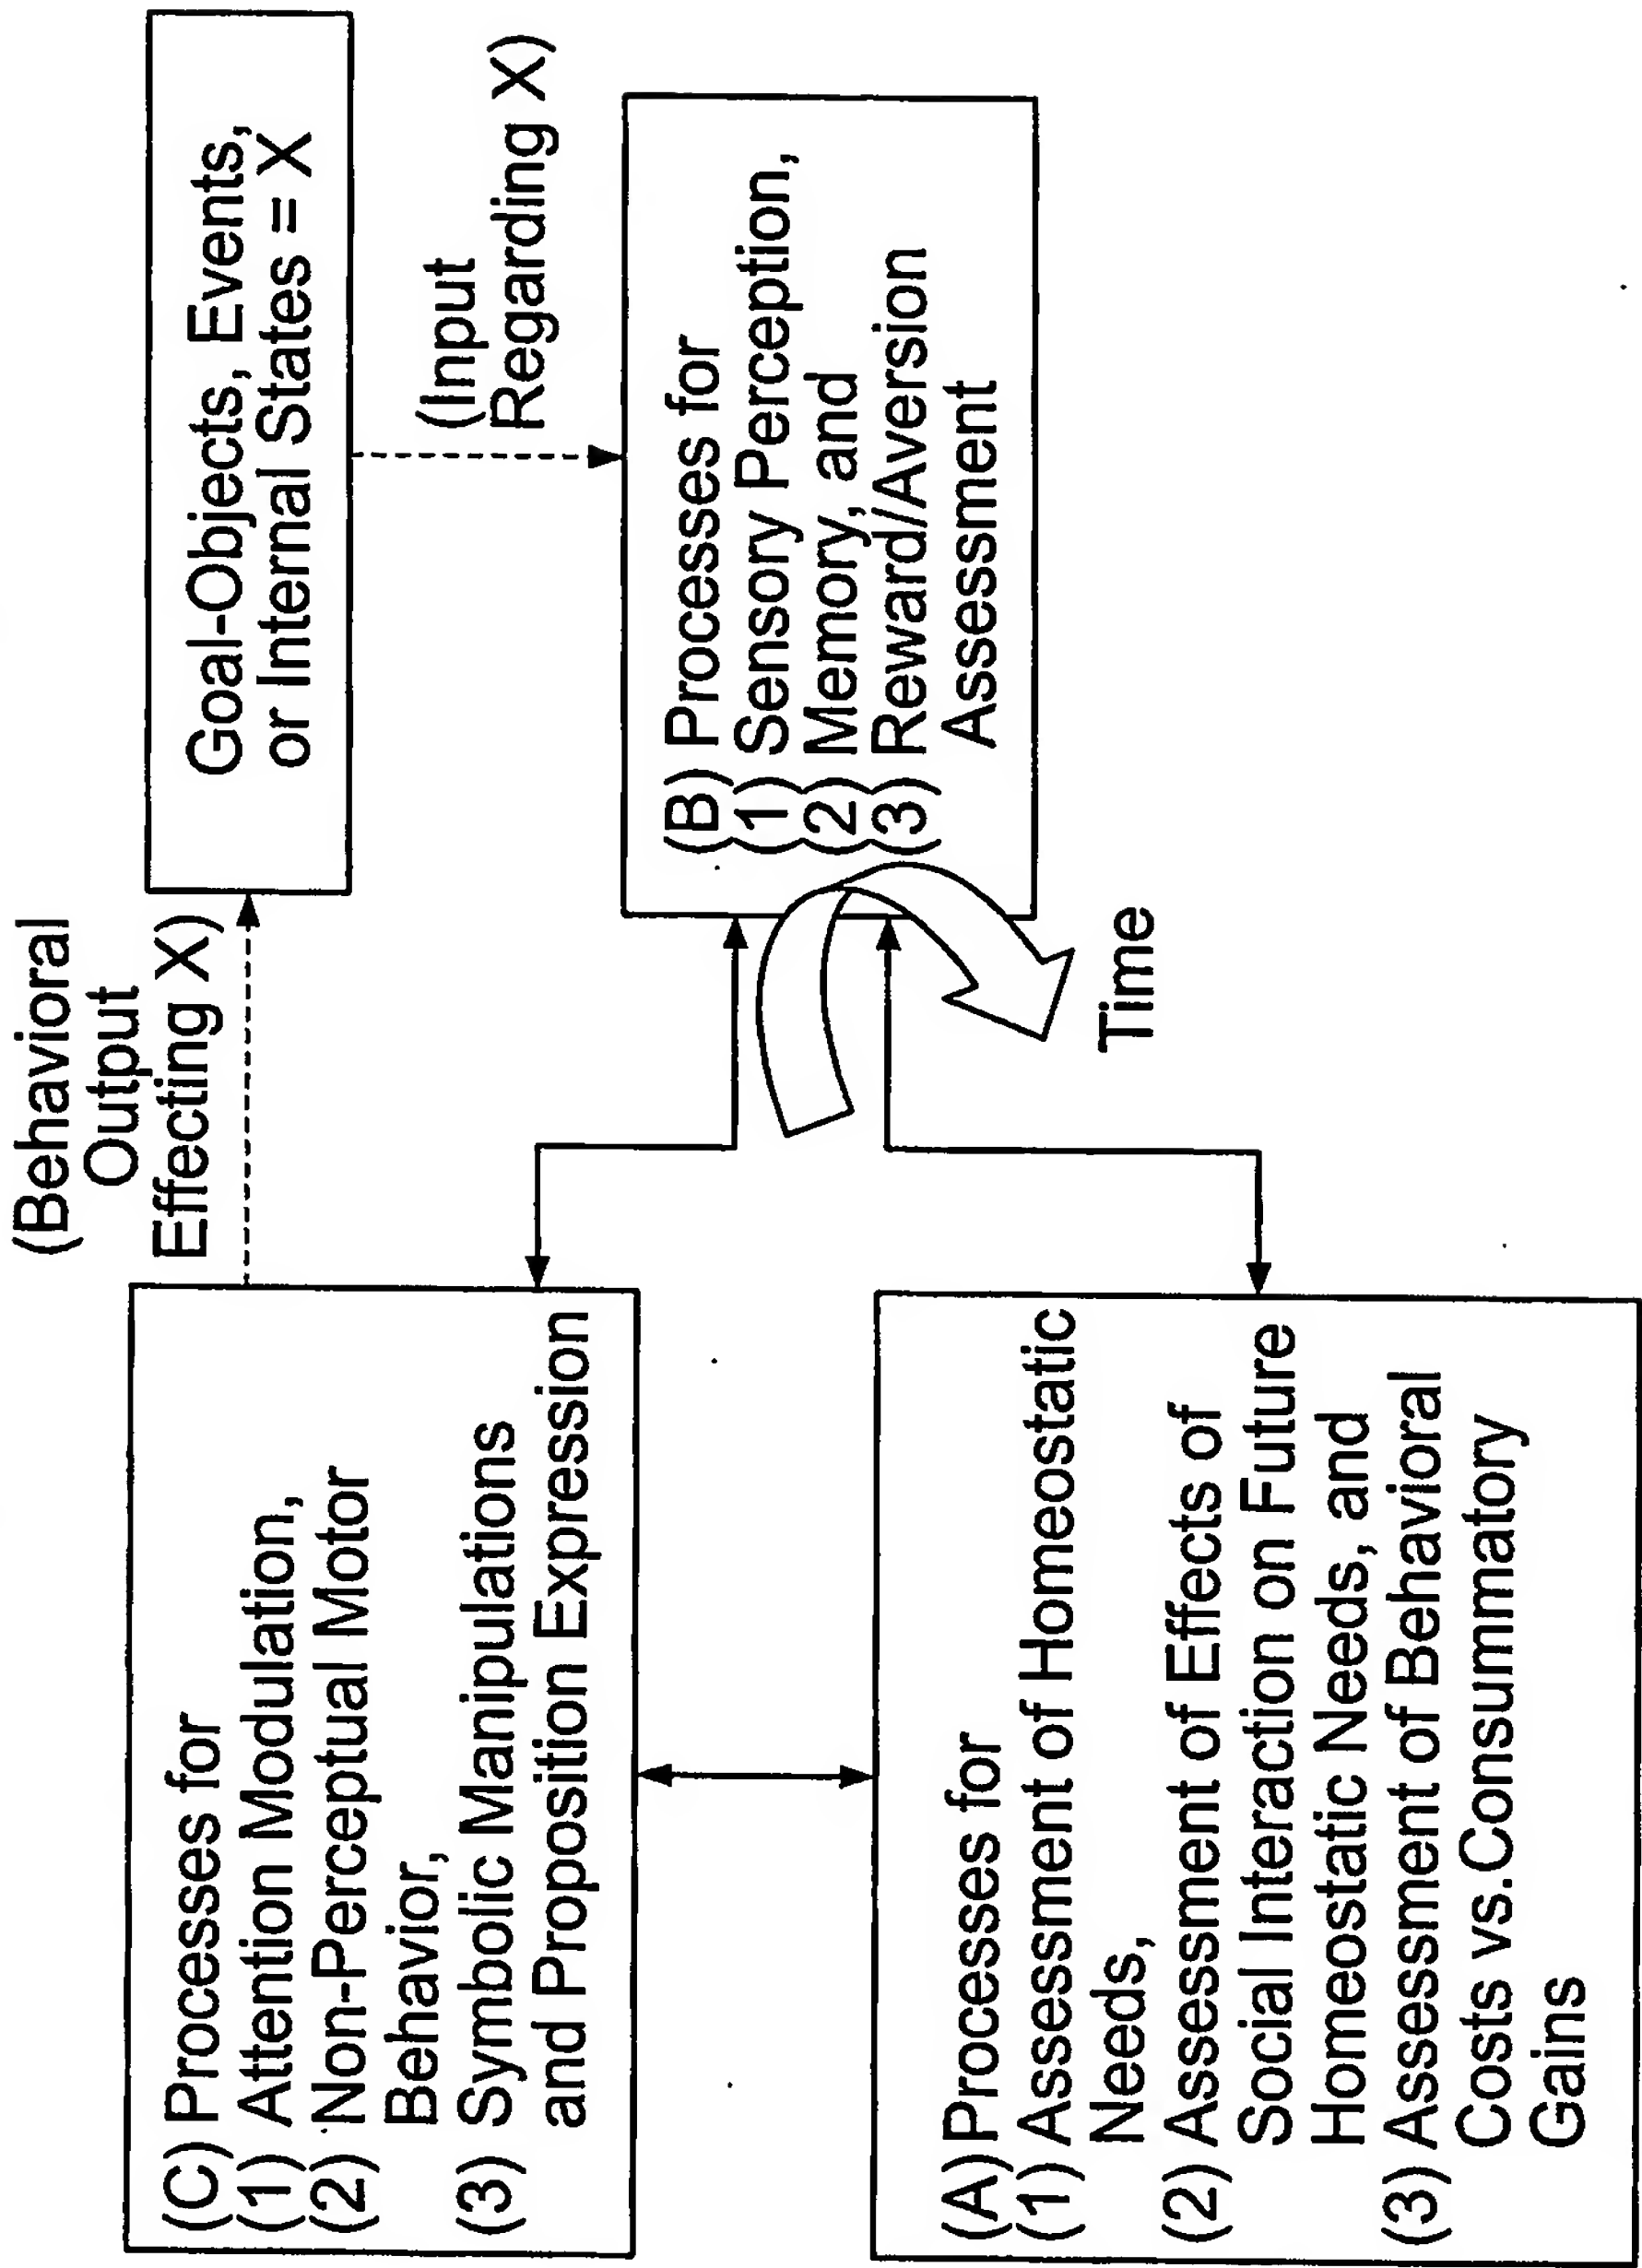 (Behavioral
Output
Effecting X)
Goal-Objects, Events,
or Internal States = X
(Input
Regarding X)
(C) Processes for
(1) Attention Modulation,
(2) Non-Perceptual Motor
Behavior,
(3) Symbolic Manipulations
and Proposition Expression
(B) Processes for
(1) Sensory Perception,
(2) Memory, and
(3) Reward/Aversion
Assessment
Time
(A) Processes for
(1) Assessment of Homeostatic
Needs,
(2) Assessment of Effects of
Social Interaction on Future
Homeostatic Needs, and
(3) Assessment of Behavioral
Costs vs.Consummatory
Gains